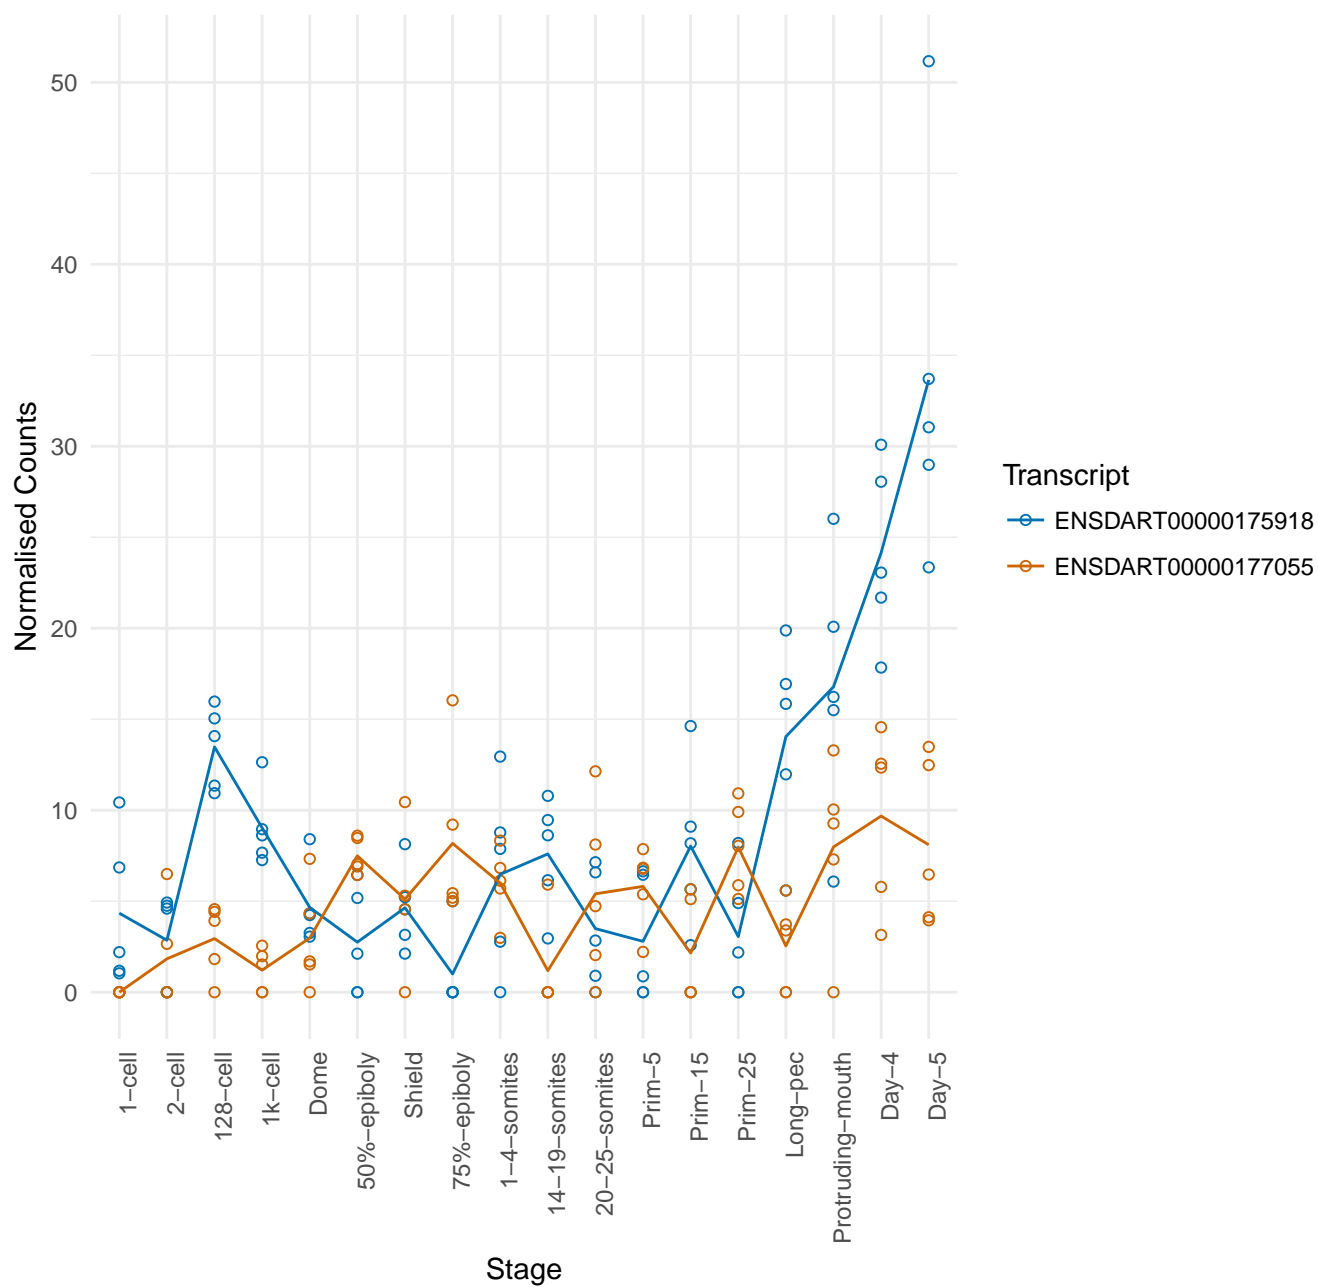 50
40
30
20
10
0
Normalised Counts
1−cell
2−cell
128−cell
1k−cell
Dome
50%−epiboly
Shield
75%−epiboly
1−4−somites
14−19−somites
20−25−somites
Prim−5
Prim−15
Prim−25
Long−pec
Protruding−mouth
Day−4
Day−5
Stage
Transcript
ENSDART00000175918
ENSDART00000177055